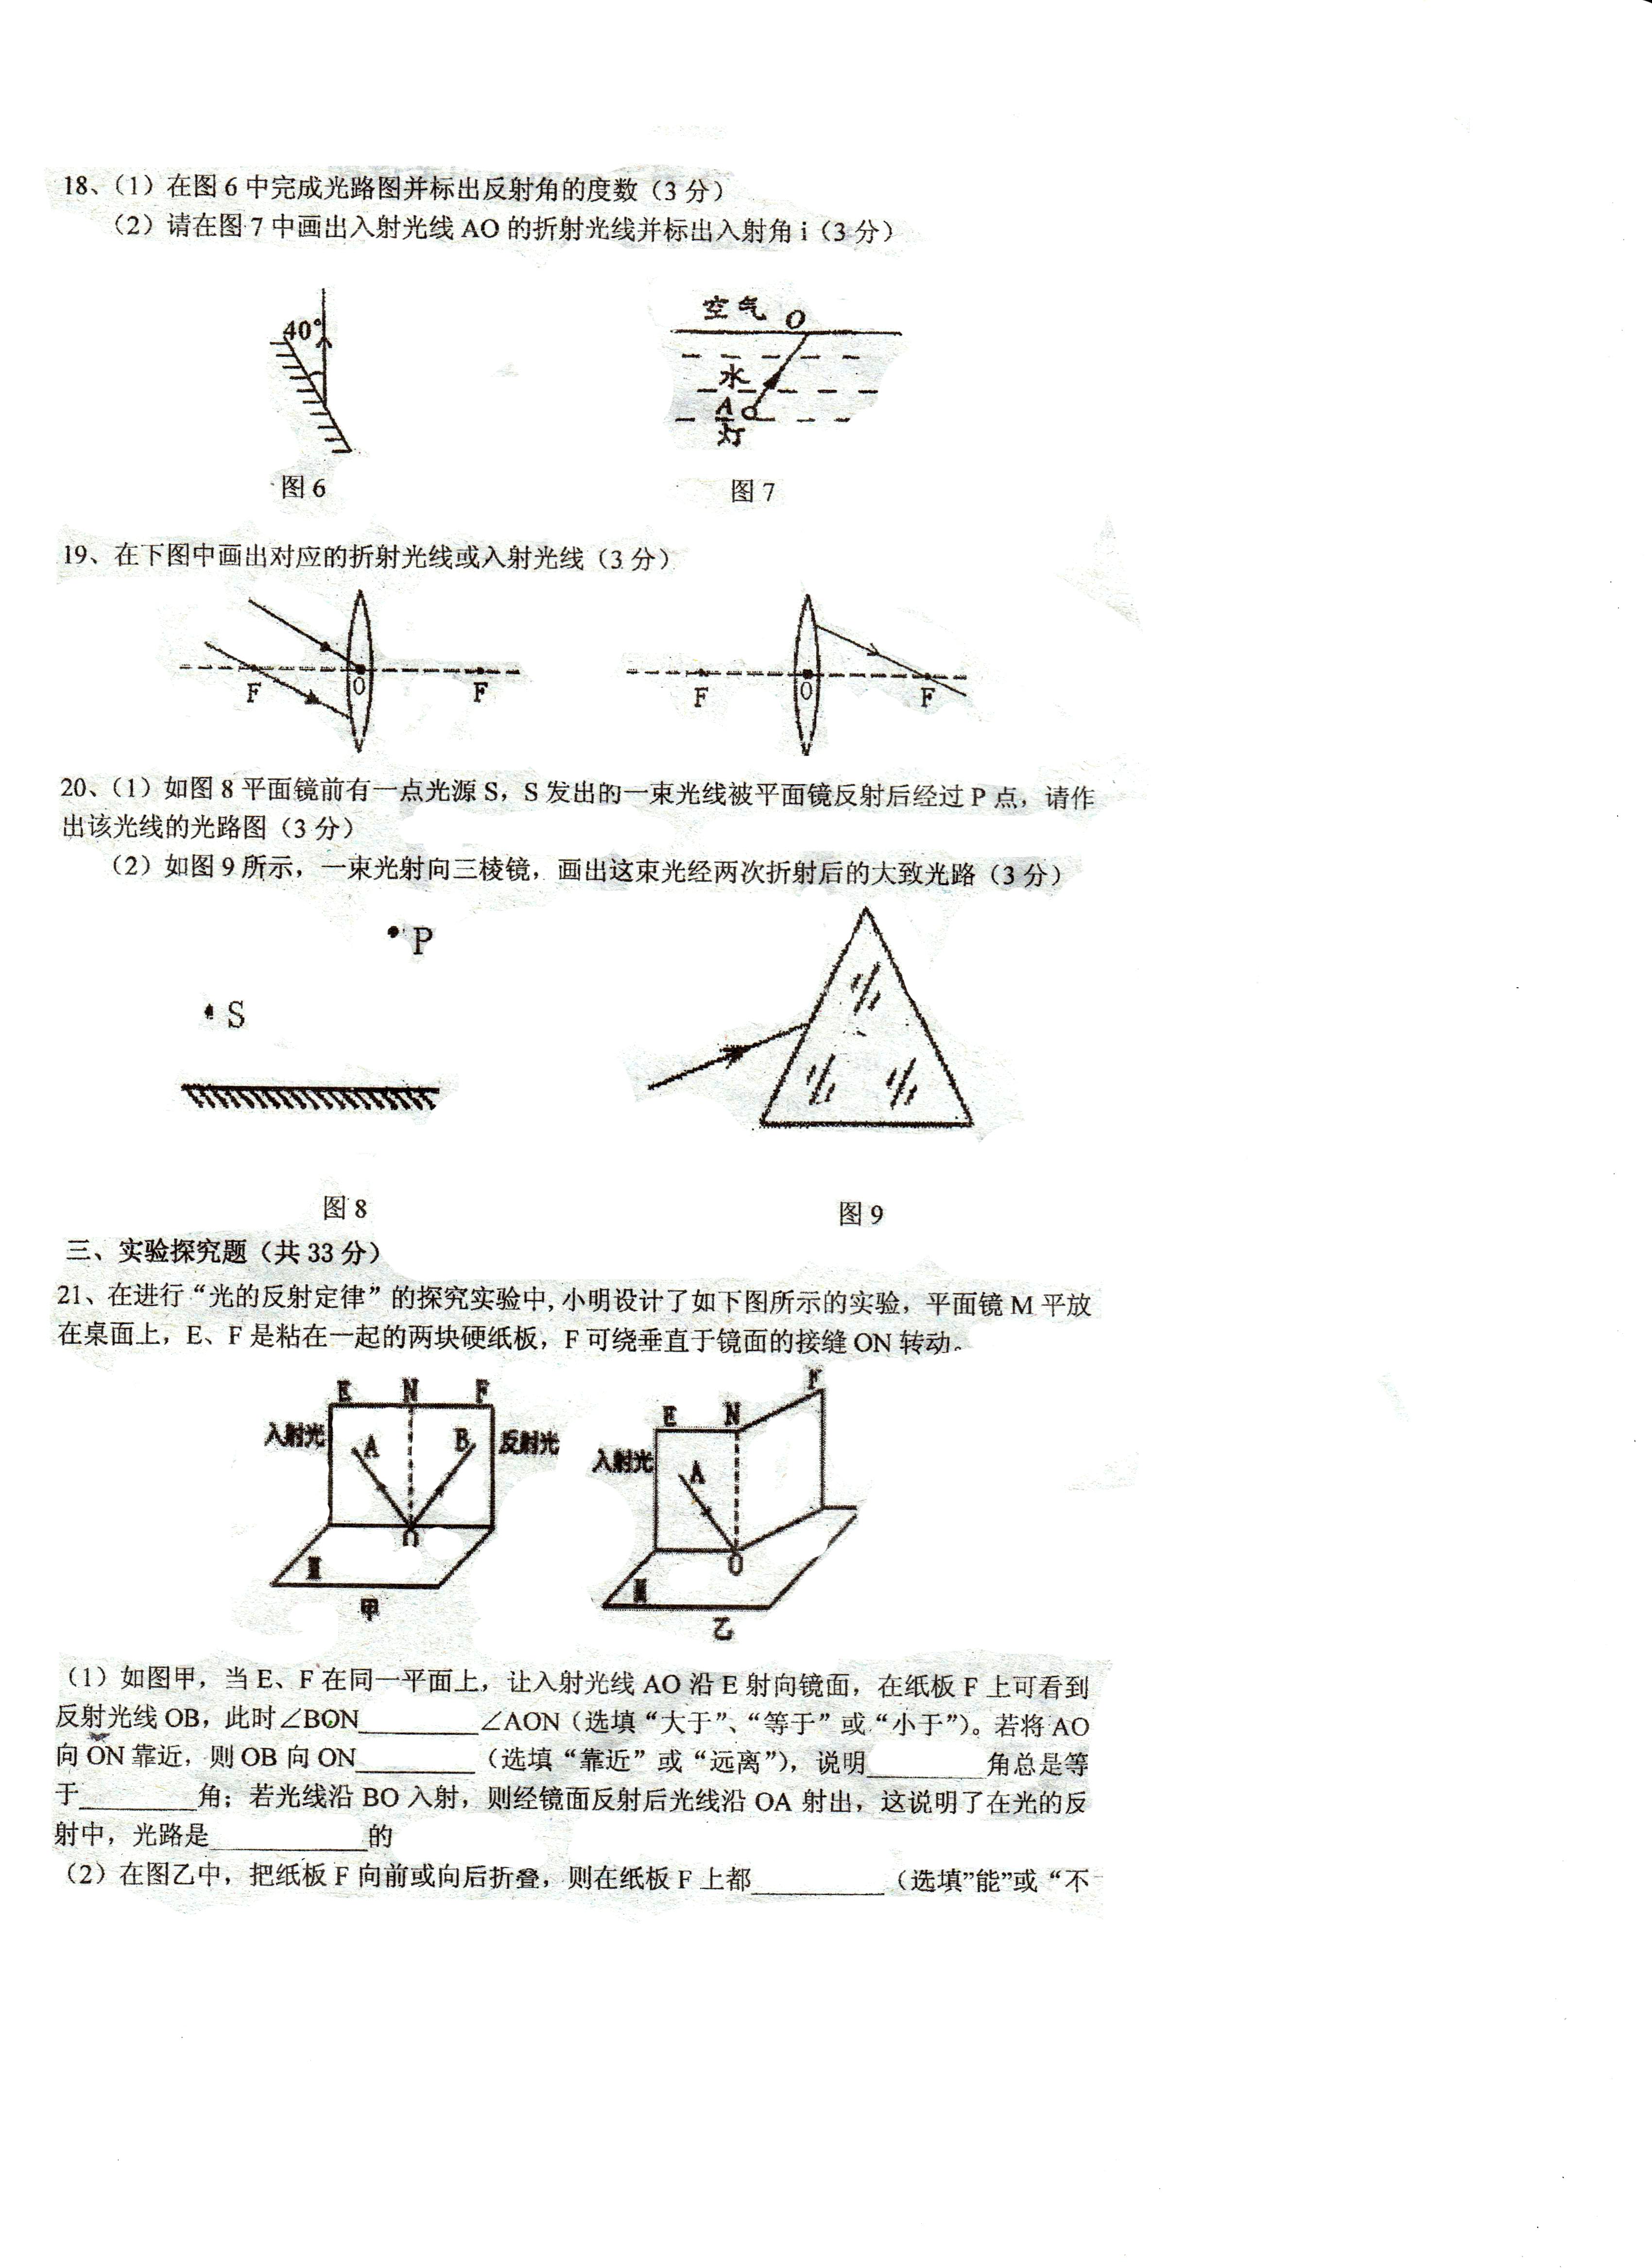 18、（1）在图 6 中完成光路图并标出反射角的度数（3 分）
（2）请在图 7 中画出入射光线 AO 的折射光线并标出入射角 i（3 分）
40°
空气 O
水
A
灯
图 6
图 7
19、在下图中画出对应的折射光线或入射光线（3 分）
F O F
F O F
20、（1）如图 8 平面镜前有一点光源 S，S 发出的一束光线被平面镜反射后经过 P 点，请作
出该光线的光路图（3 分）
（2）如图 9 所示，一束光射向三棱镜，画出这束光经两次折射后的大致光路（3 分）
P
S
图 8
图 9
三、实验探究题（共 33 分）
21、在进行“光的反射定律”的探究实验中,小明设计了如下图所示的实验，平面镜 M 平放
在桌面上，E、F 是粘在一起的两块硬纸板，F 可绕垂直于镜面的接缝 ON 转动。
E N F
入射光 A B 反射光
O
M
甲
F
E N
入射光 A
O
M
乙
（1）如图甲，当 E、F 在同一平面上，让入射光线 AO 沿 E 射向镜面，在纸板 F 上可看到
反射光线 OB，此时∠BON_________∠AON（选填“大于”、“等于”或“小于”）。若将 AO
向 ON 靠近，则 OB 向 ON_________（选填“靠近”或“远离”），说明_________角总是等
于_________角；若光线沿 BO 入射，则经镜面反射后光线沿 OA 射出，这说明了在光的反
射中，光路是____________的
（2）在图乙中，把纸板 F 向前或向后折叠，则在纸板 F 上都__________（选填”能”或“不